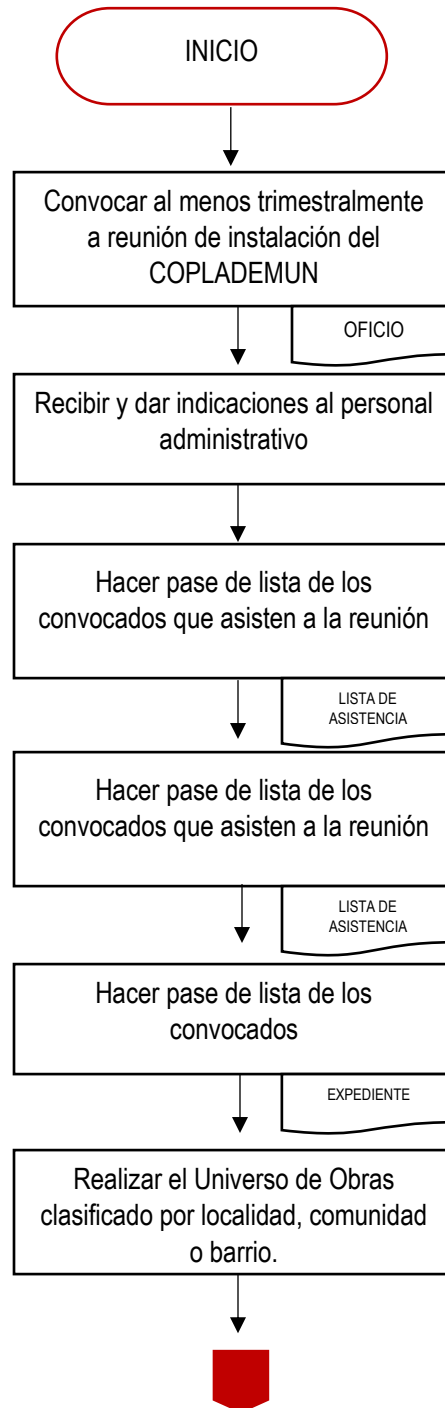 INICIO
Convocar al menos trimestralmente
a reunión de instalación del
COPLADEMUN
OFICIO
Recibir y dar indicaciones al personal
administrativo
Hacer pase de lista de los
convocados que asisten a la reunión
LISTA DE
ASISTENCIA
Hacer pase de lista de los
convocados que asisten a la reunión
LISTA DE
ASISTENCIA
Hacer pase de lista de los
convocados
EXPEDIENTE
Realizar el Universo de Obras
clasificado por localidad, comunidad
o barrio.